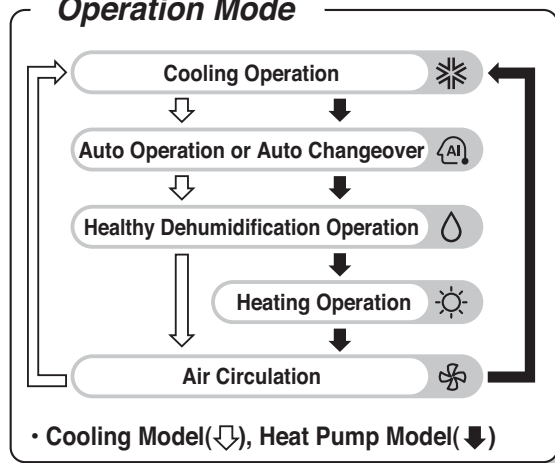 Operation Mode
Cooling Operation
Auto Operation or Auto Changeover
AI
Healthy Dehumidification Operation
Heating Operation
Air Circulation
• Cooling Model(⇩), Heat Pump Model(⬇)